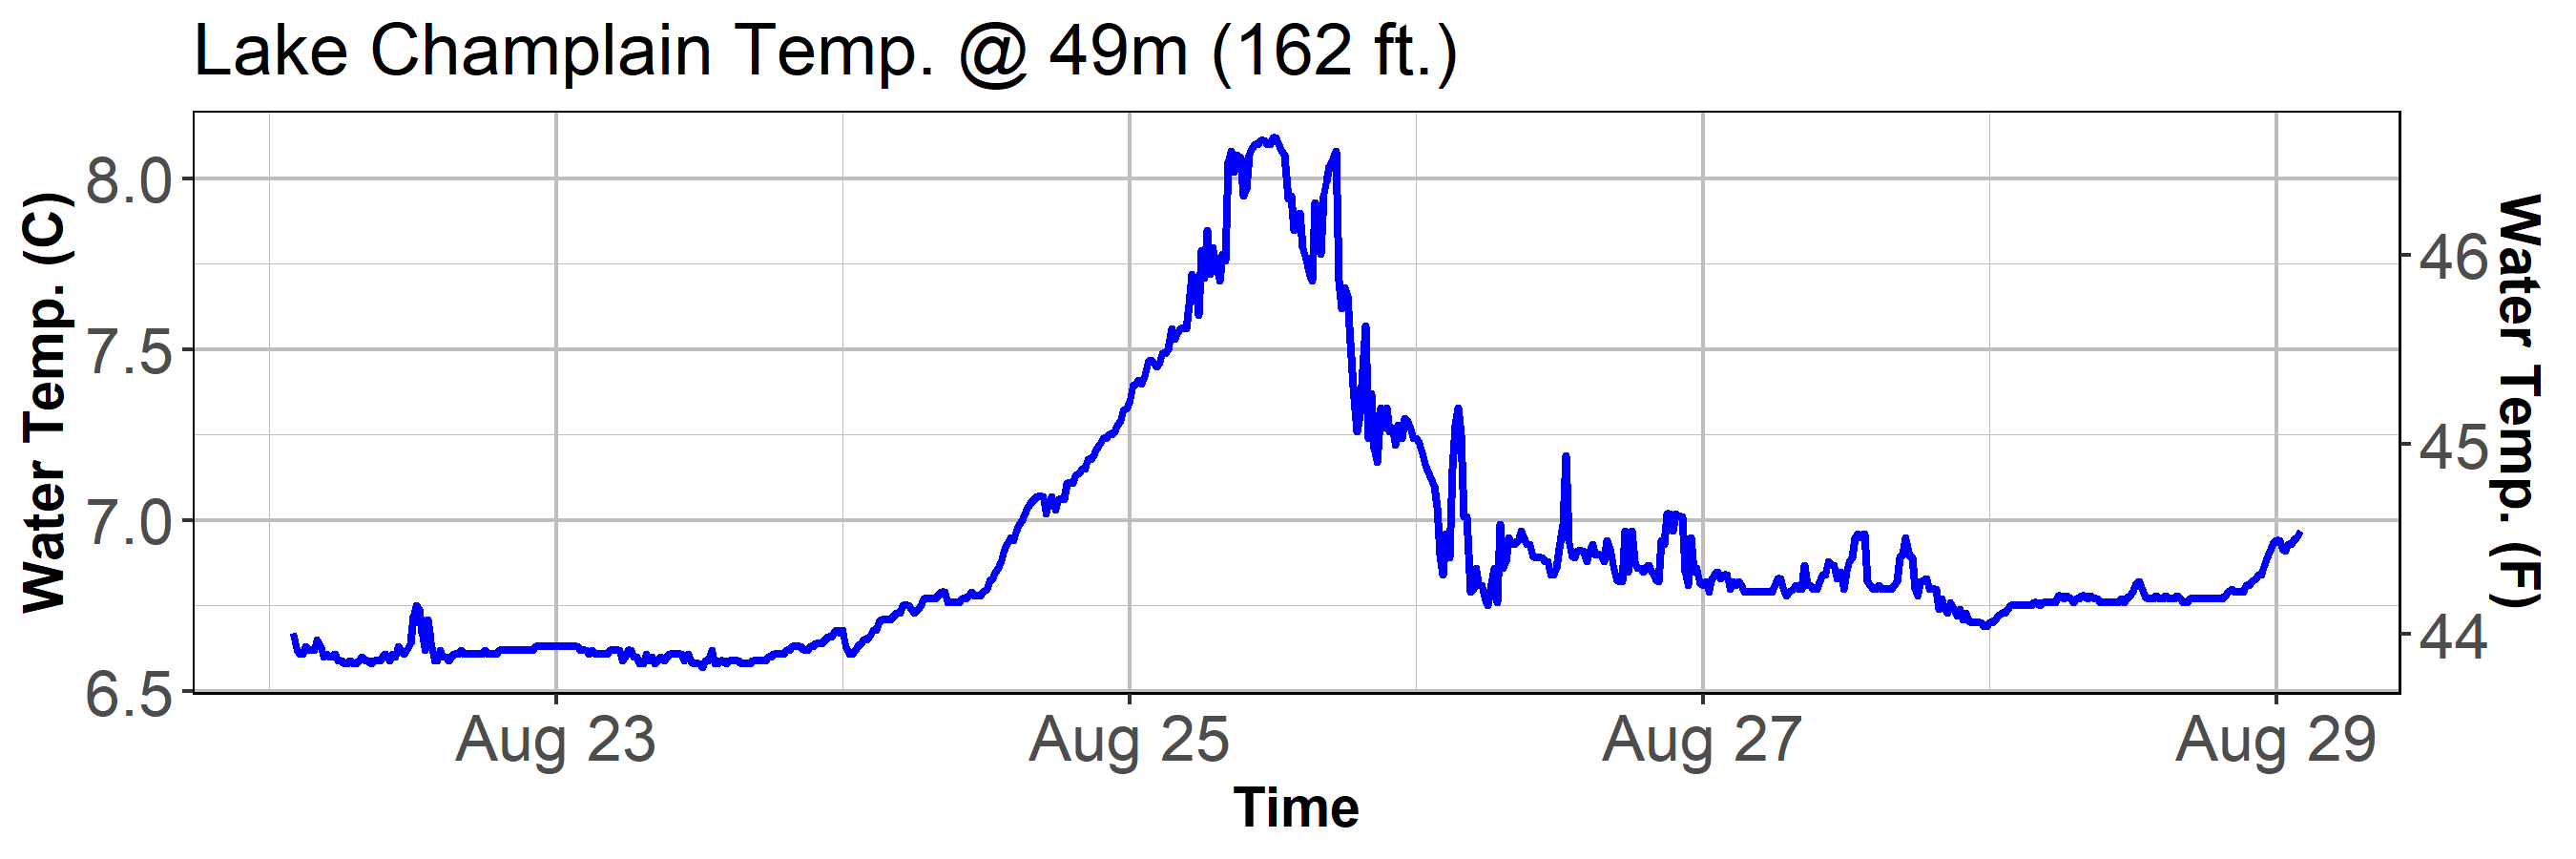 Lake Champlain Temp. @ 49m (162 ft.)
Water Temp. (C)
8.0
7.5
7.0
6.5
46
45
44
Water Temp. (F)
Aug 23 Aug 25 Aug 27 Aug 29
Time